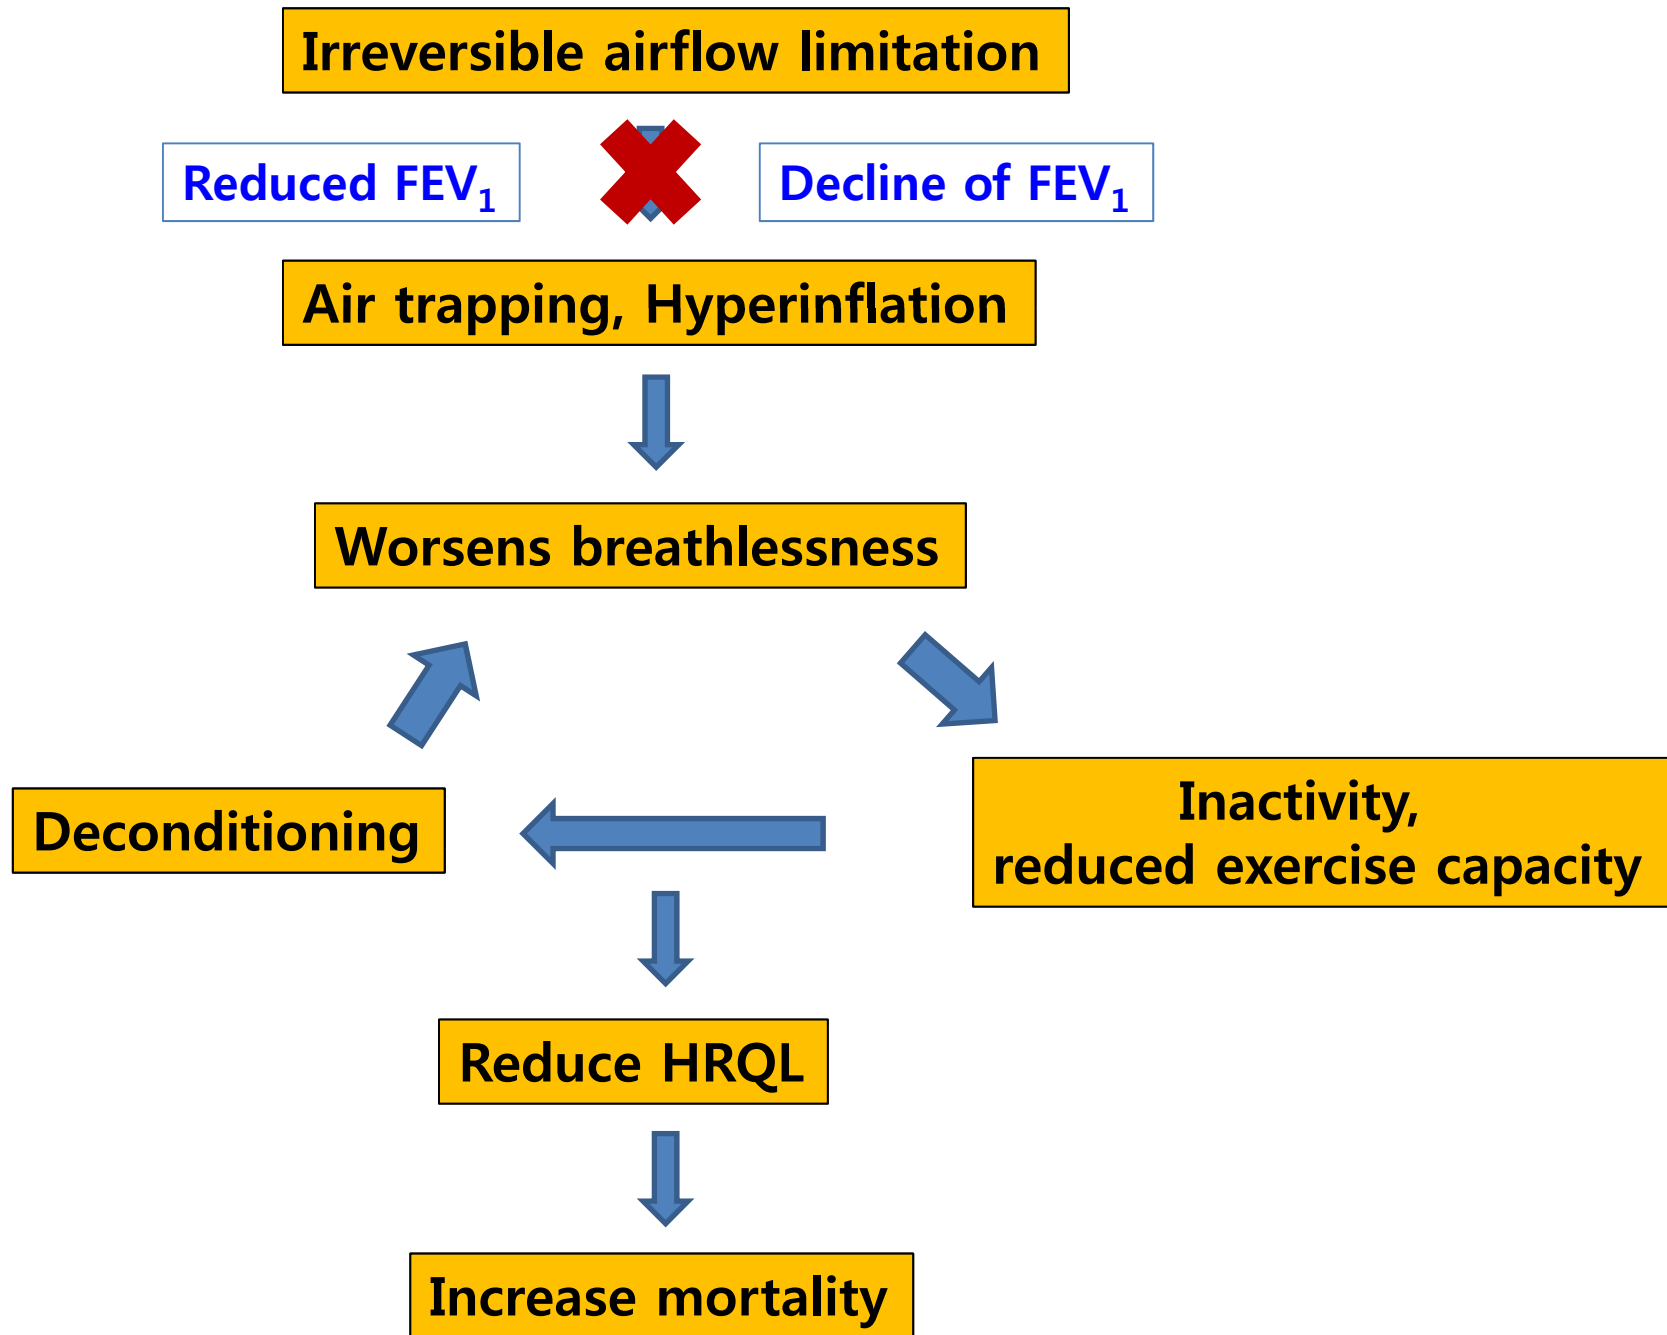 Irreversible airflow limitation
Reduced FEV₁
Decline of FEV₁
Air trapping, Hyperinflation
Worsens breathlessness
Deconditioning
Inactivity,
reduced exercise capacity
Reduce HRQL
Increase mortality